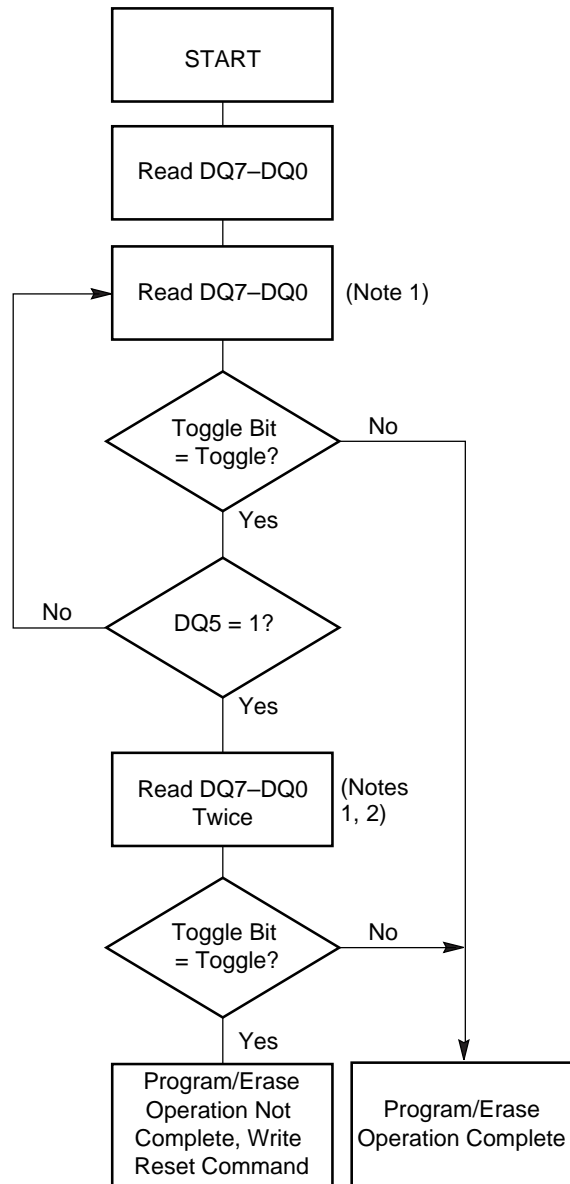 START
Read DQ7–DQ0
Read DQ7–DQ0
(Note 1)
Toggle Bit
= Toggle?
No
Yes
No
DQ5 = 1?
Yes
Read DQ7–DQ0
Twice
(Notes
1, 2)
Toggle Bit
= Toggle?
No
Yes
Program/Erase
Operation Not
Complete, Write
Reset Command
Program/Erase
Operation Complete